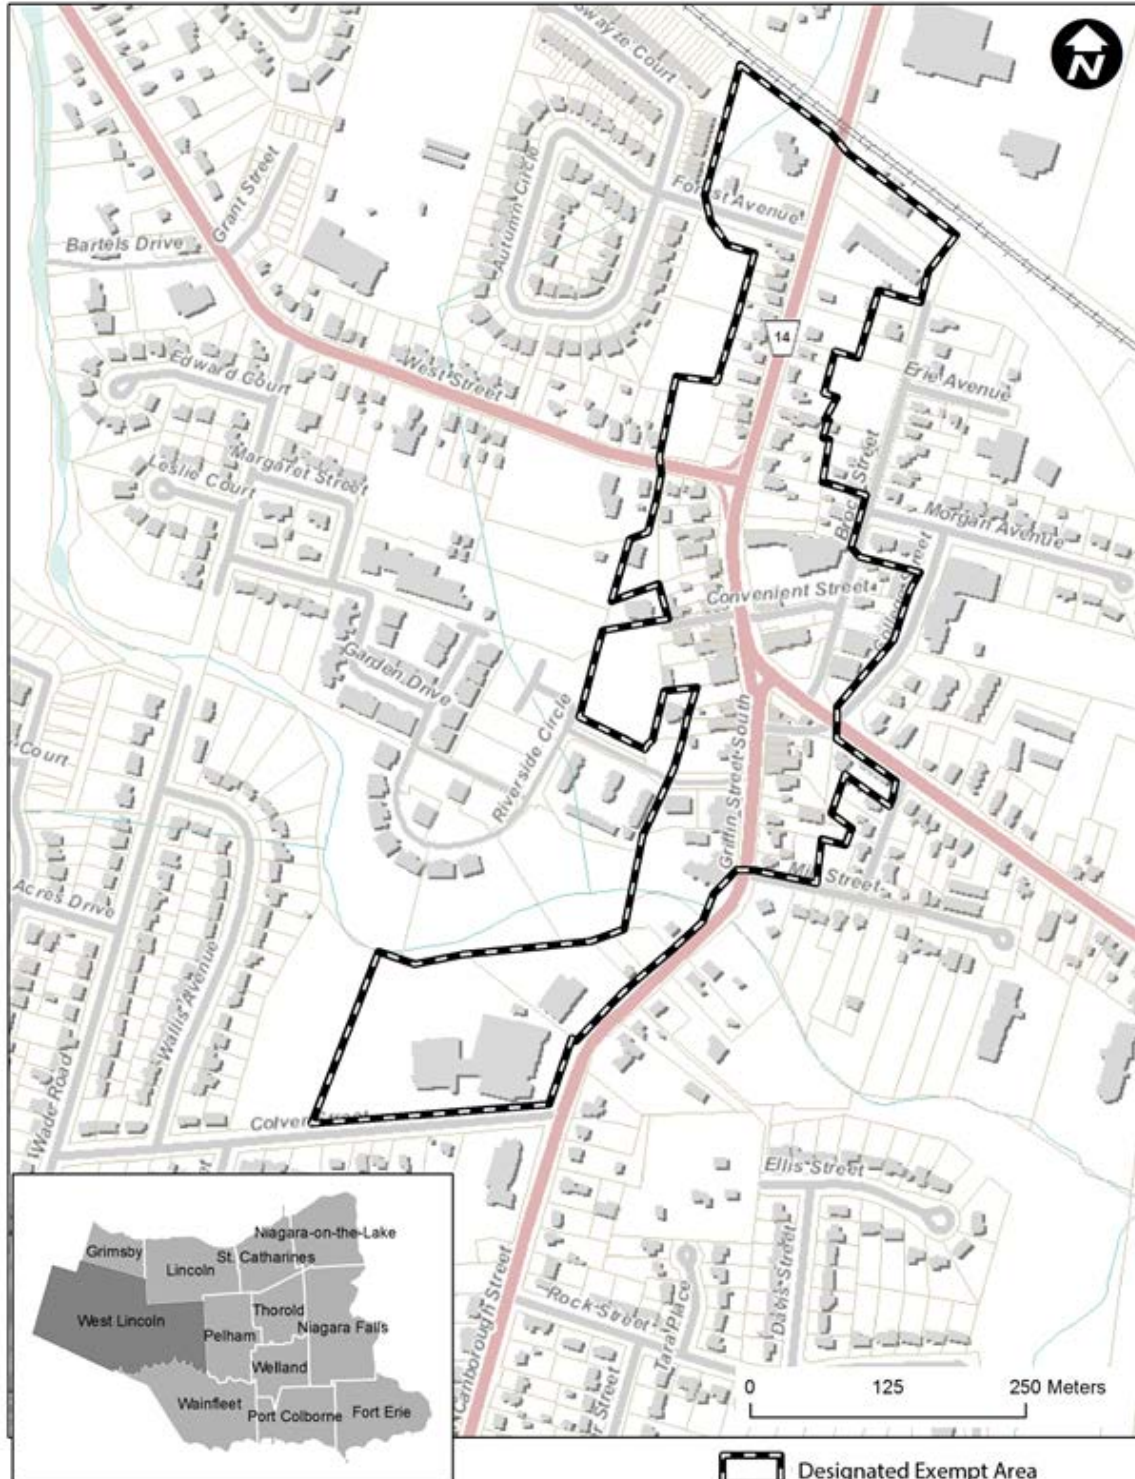 N
Swayze Court
Autumn Circle
Forest Avenue
Grant Street
Bartels Drive
14
West Street
Edward Court
Erie Avenue
Margaret Street
Leslie Court
Brock Street
Morgan Avenue
Convenient Street
Garden Drive
Court
Riverside Circle
Griffin Street South
Mill Street
Acres Drive
Wallis Avenue
Wade Road
Colver Street
Ellis Street
Rock Street
Tara Place
Davis Street
Canborough Street
Street
0 125 250 Meters
Niagara-on-the-Lake
Grimsby
St. Catharines
Lincoln
Thorold
West Lincoln
Niagara Falls
Pelham
Welland
Wainfleet
Port Colborne
Fort Erie
Designated Exempt Area